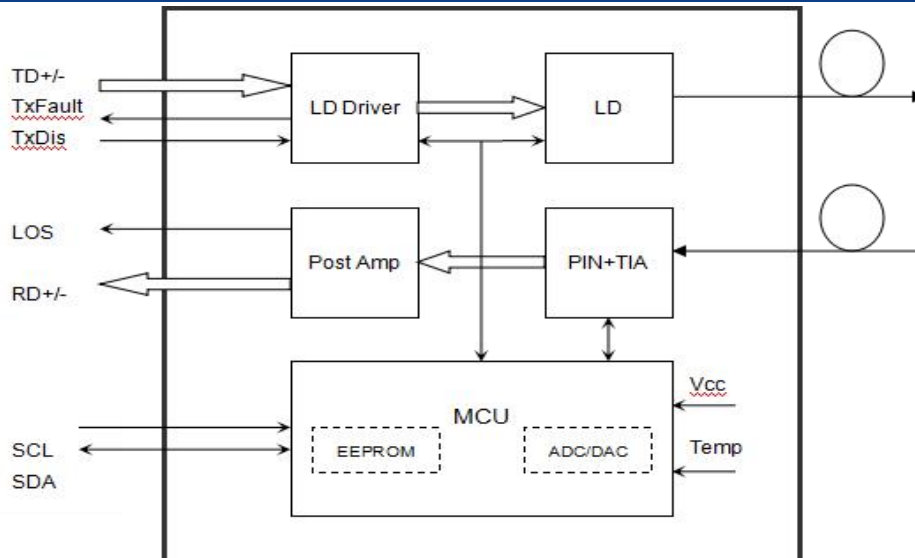 TD+/-
TxFault
TxDis
LD Driver
LD
LOS
RD+/-
Post Amp
PIN+TIA
MCU
EEPROM
ADC/DAC
Vcc
Temp
SCL
SDA